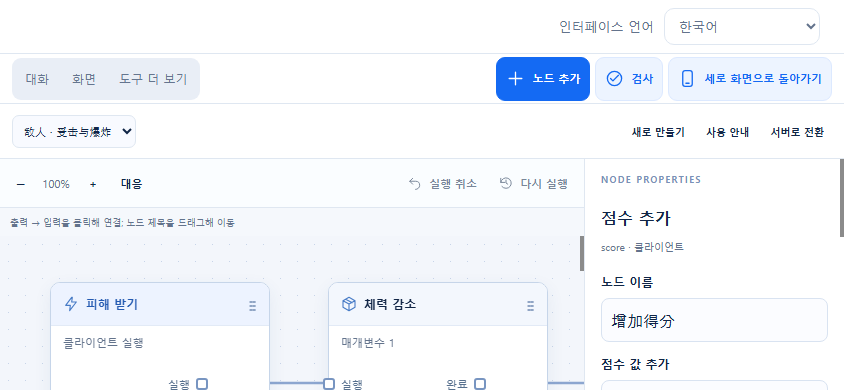 인터페이스 언어 한국어
대화 화면 도구 더 보기 노드 추가 검사 세로 화면으로 돌아가기
敌人 · 受击与爆炸 새로 만들기 사용 안내 서버로 전환
− 100% + 대응 실행 취소 다시 실행
출력 → 입력을 클릭해 연결; 노드 제목을 드래그해 이동
피해 받기
클라이언트 실행
실행
체력 감소
매개변수 1
실행 완료
NODE PROPERTIES
점수 추가
score · 클라이언트
노드 이름
增加得分
점수 값 추가